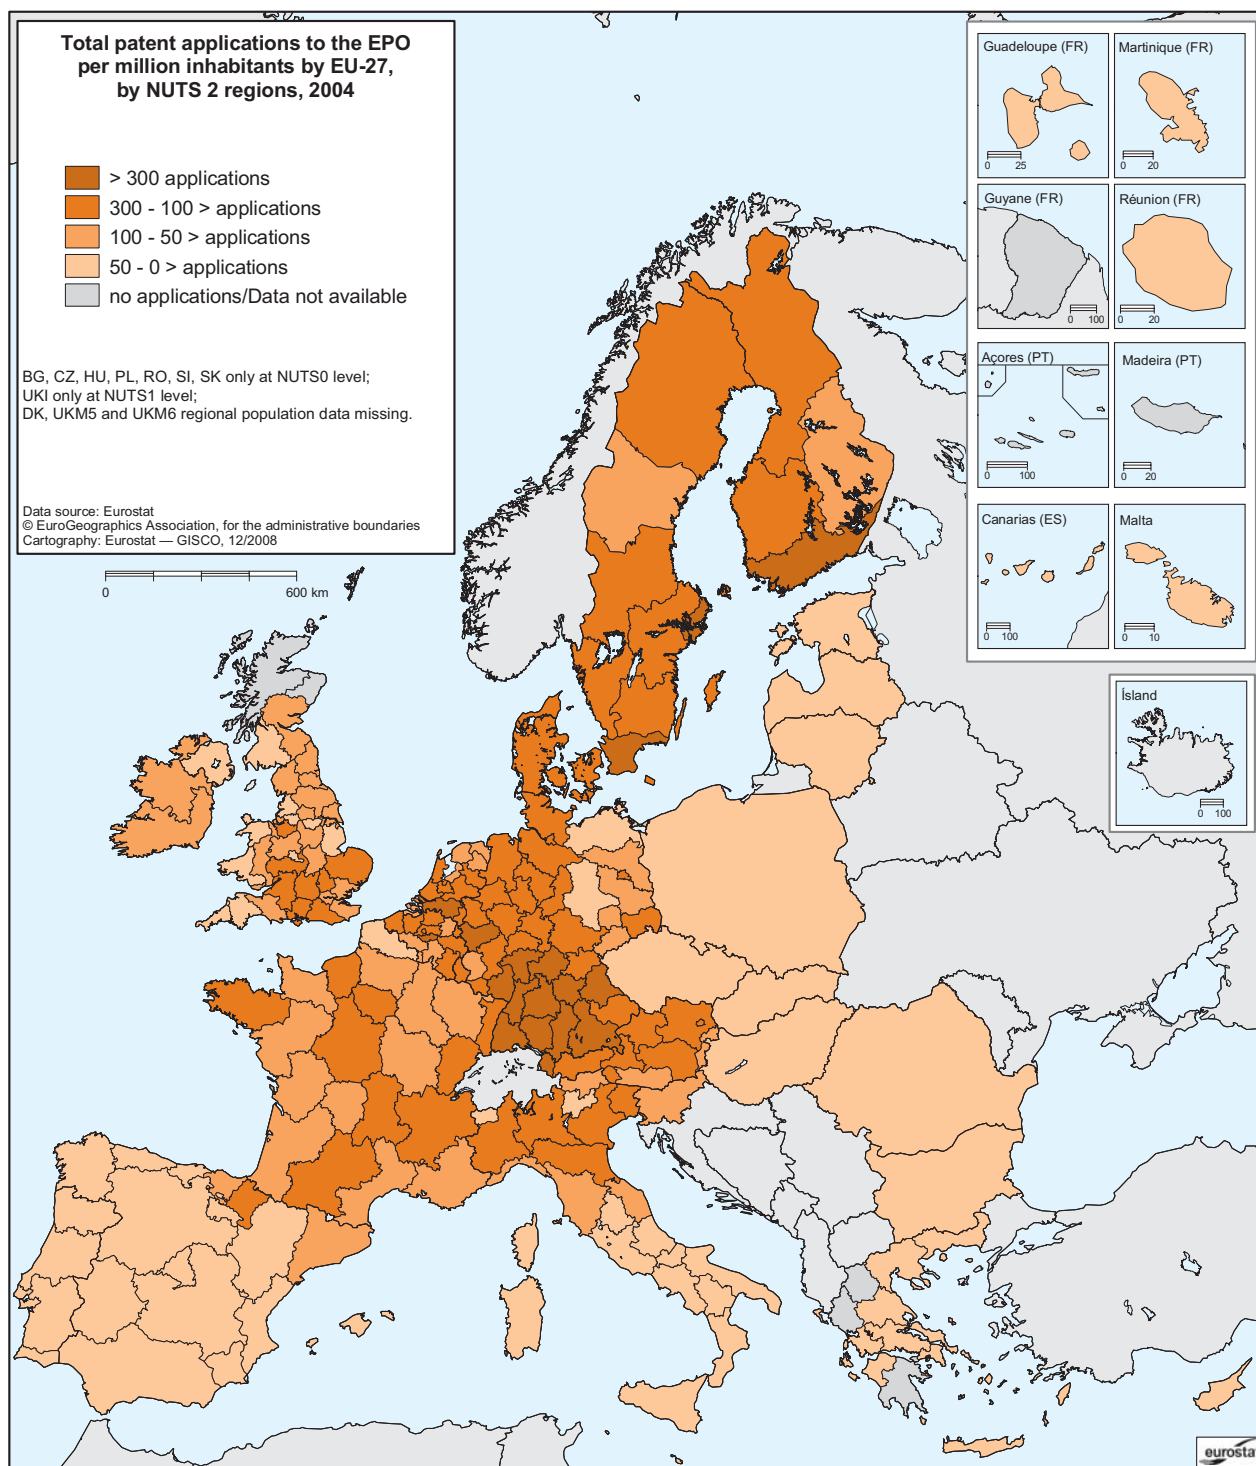 Total patent applications to the EPO
per million inhabitants by EU-27,
by NUTS 2 regions, 2004
> 300 applications
300 - 100 > applications
100 - 50 > applications
50 - 0 > applications
no applications/Data not available
BG, CZ, HU, PL, RO, SI, SK only at NUTS0 level;
UKI only at NUTS1 level;
DK, UKM5 and UKM6 regional population data missing.
Data source: Eurostat
© EuroGeographics Association, for the administrative boundaries
Cartography: Eurostat — GISCO, 12/2008
0 600 km
Guadeloupe (FR)
0 25
Martinique (FR)
0 20
Guyane (FR)
0 100
Réunion (FR)
0 20
Açores (PT)
0 100
Madeira (PT)
0 20
Canarias (ES)
0 100
Malta
0 10
Ísland
0 100
eurostat